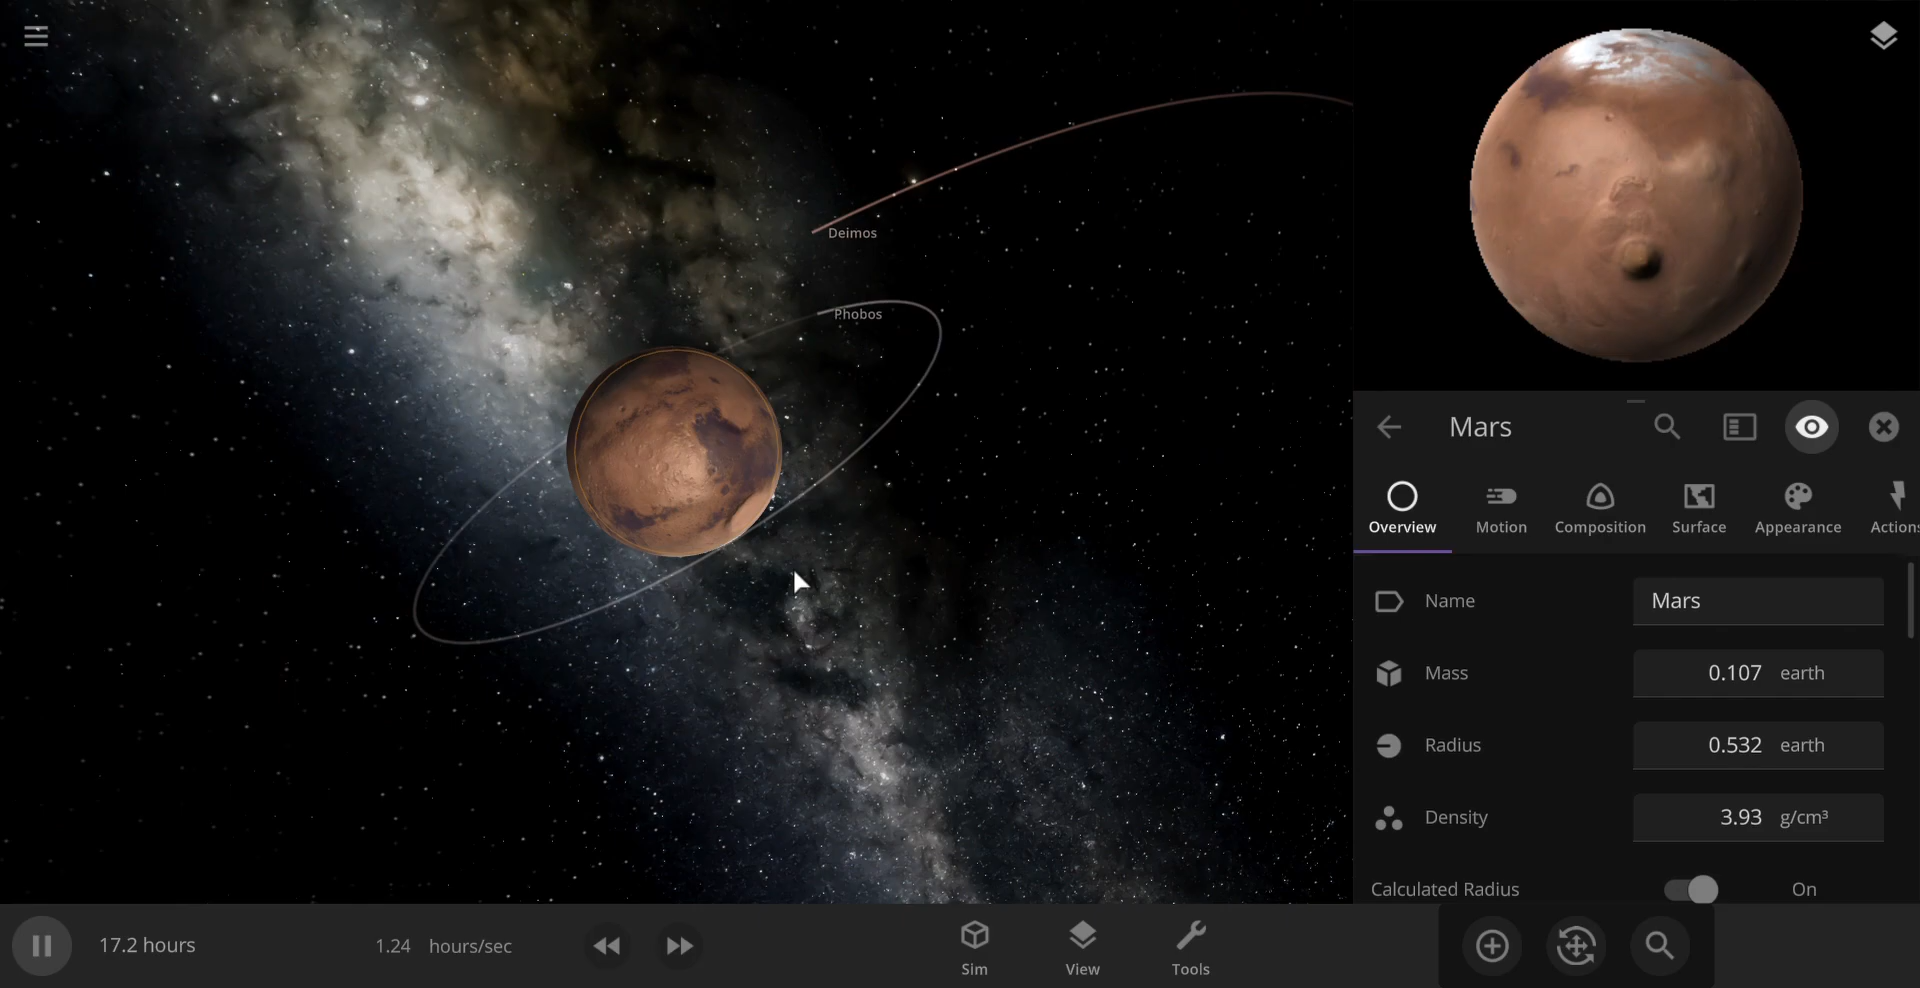 Deimos
Phobos
Mars
Overview
Motion
Composition
Surface
Appearance
Actions
Name
Mars
Mass
0.107 earth
Radius
0.532 earth
Density
3.93 g/cm³
Calculated Radius
On
17.2 hours
1.24 hours/sec
Sim
View
Tools